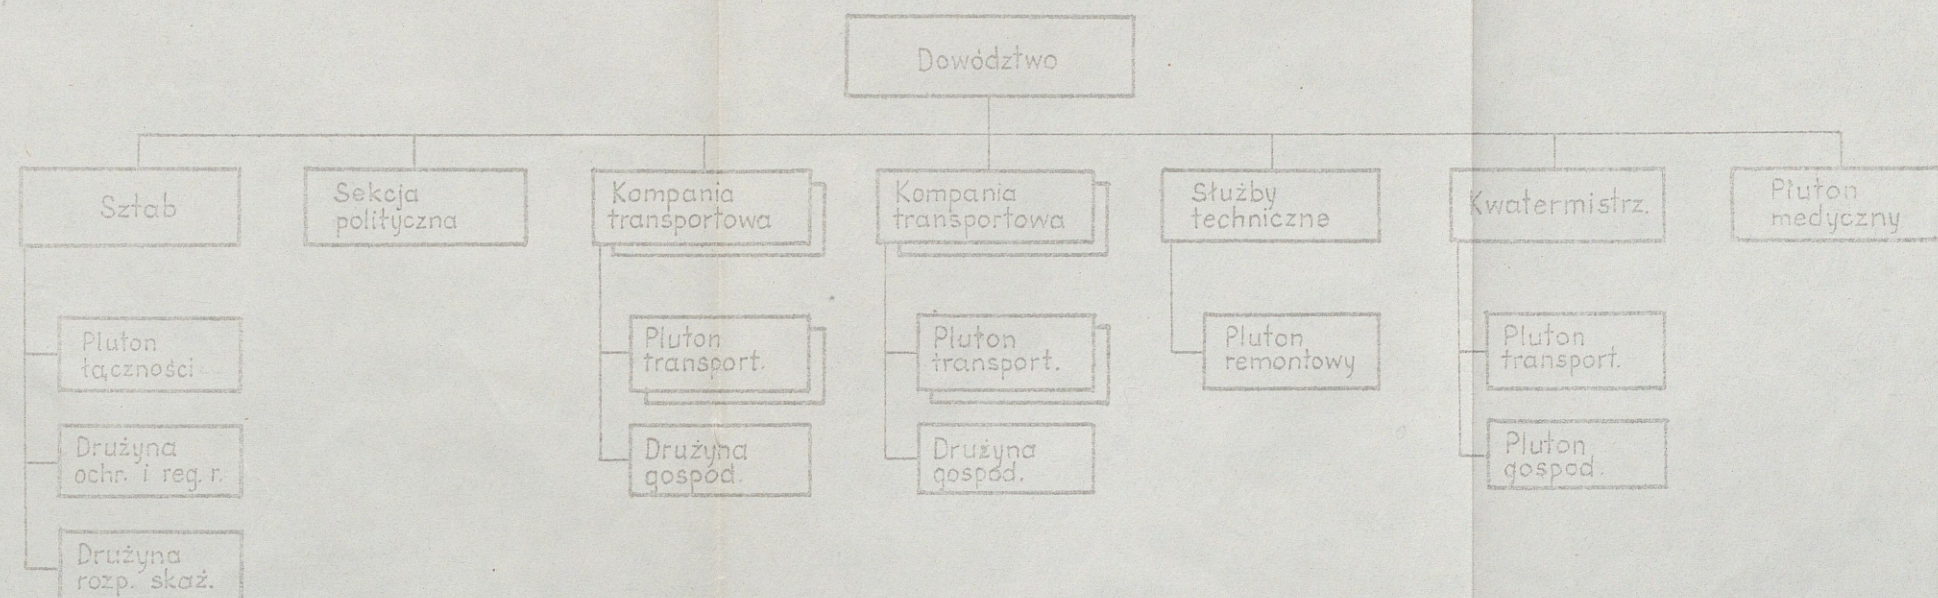 Dowództwo
Sztab
Sekcja
polityczna
Kompania
transportowa
Kompania
transportowa
Służby
techniczne
Kwatermistrz.
Pluton
medyczny
Pluton
łączności
Drużyna
ochr. i reg. r.
Drużyna
rozp. skaż.
Pluton
transport.
Drużyna
gospod.
Pluton
transport.
Drużyna
gospod.
Pluton
remontowy
Pluton
transport.
Pluton
gospod.